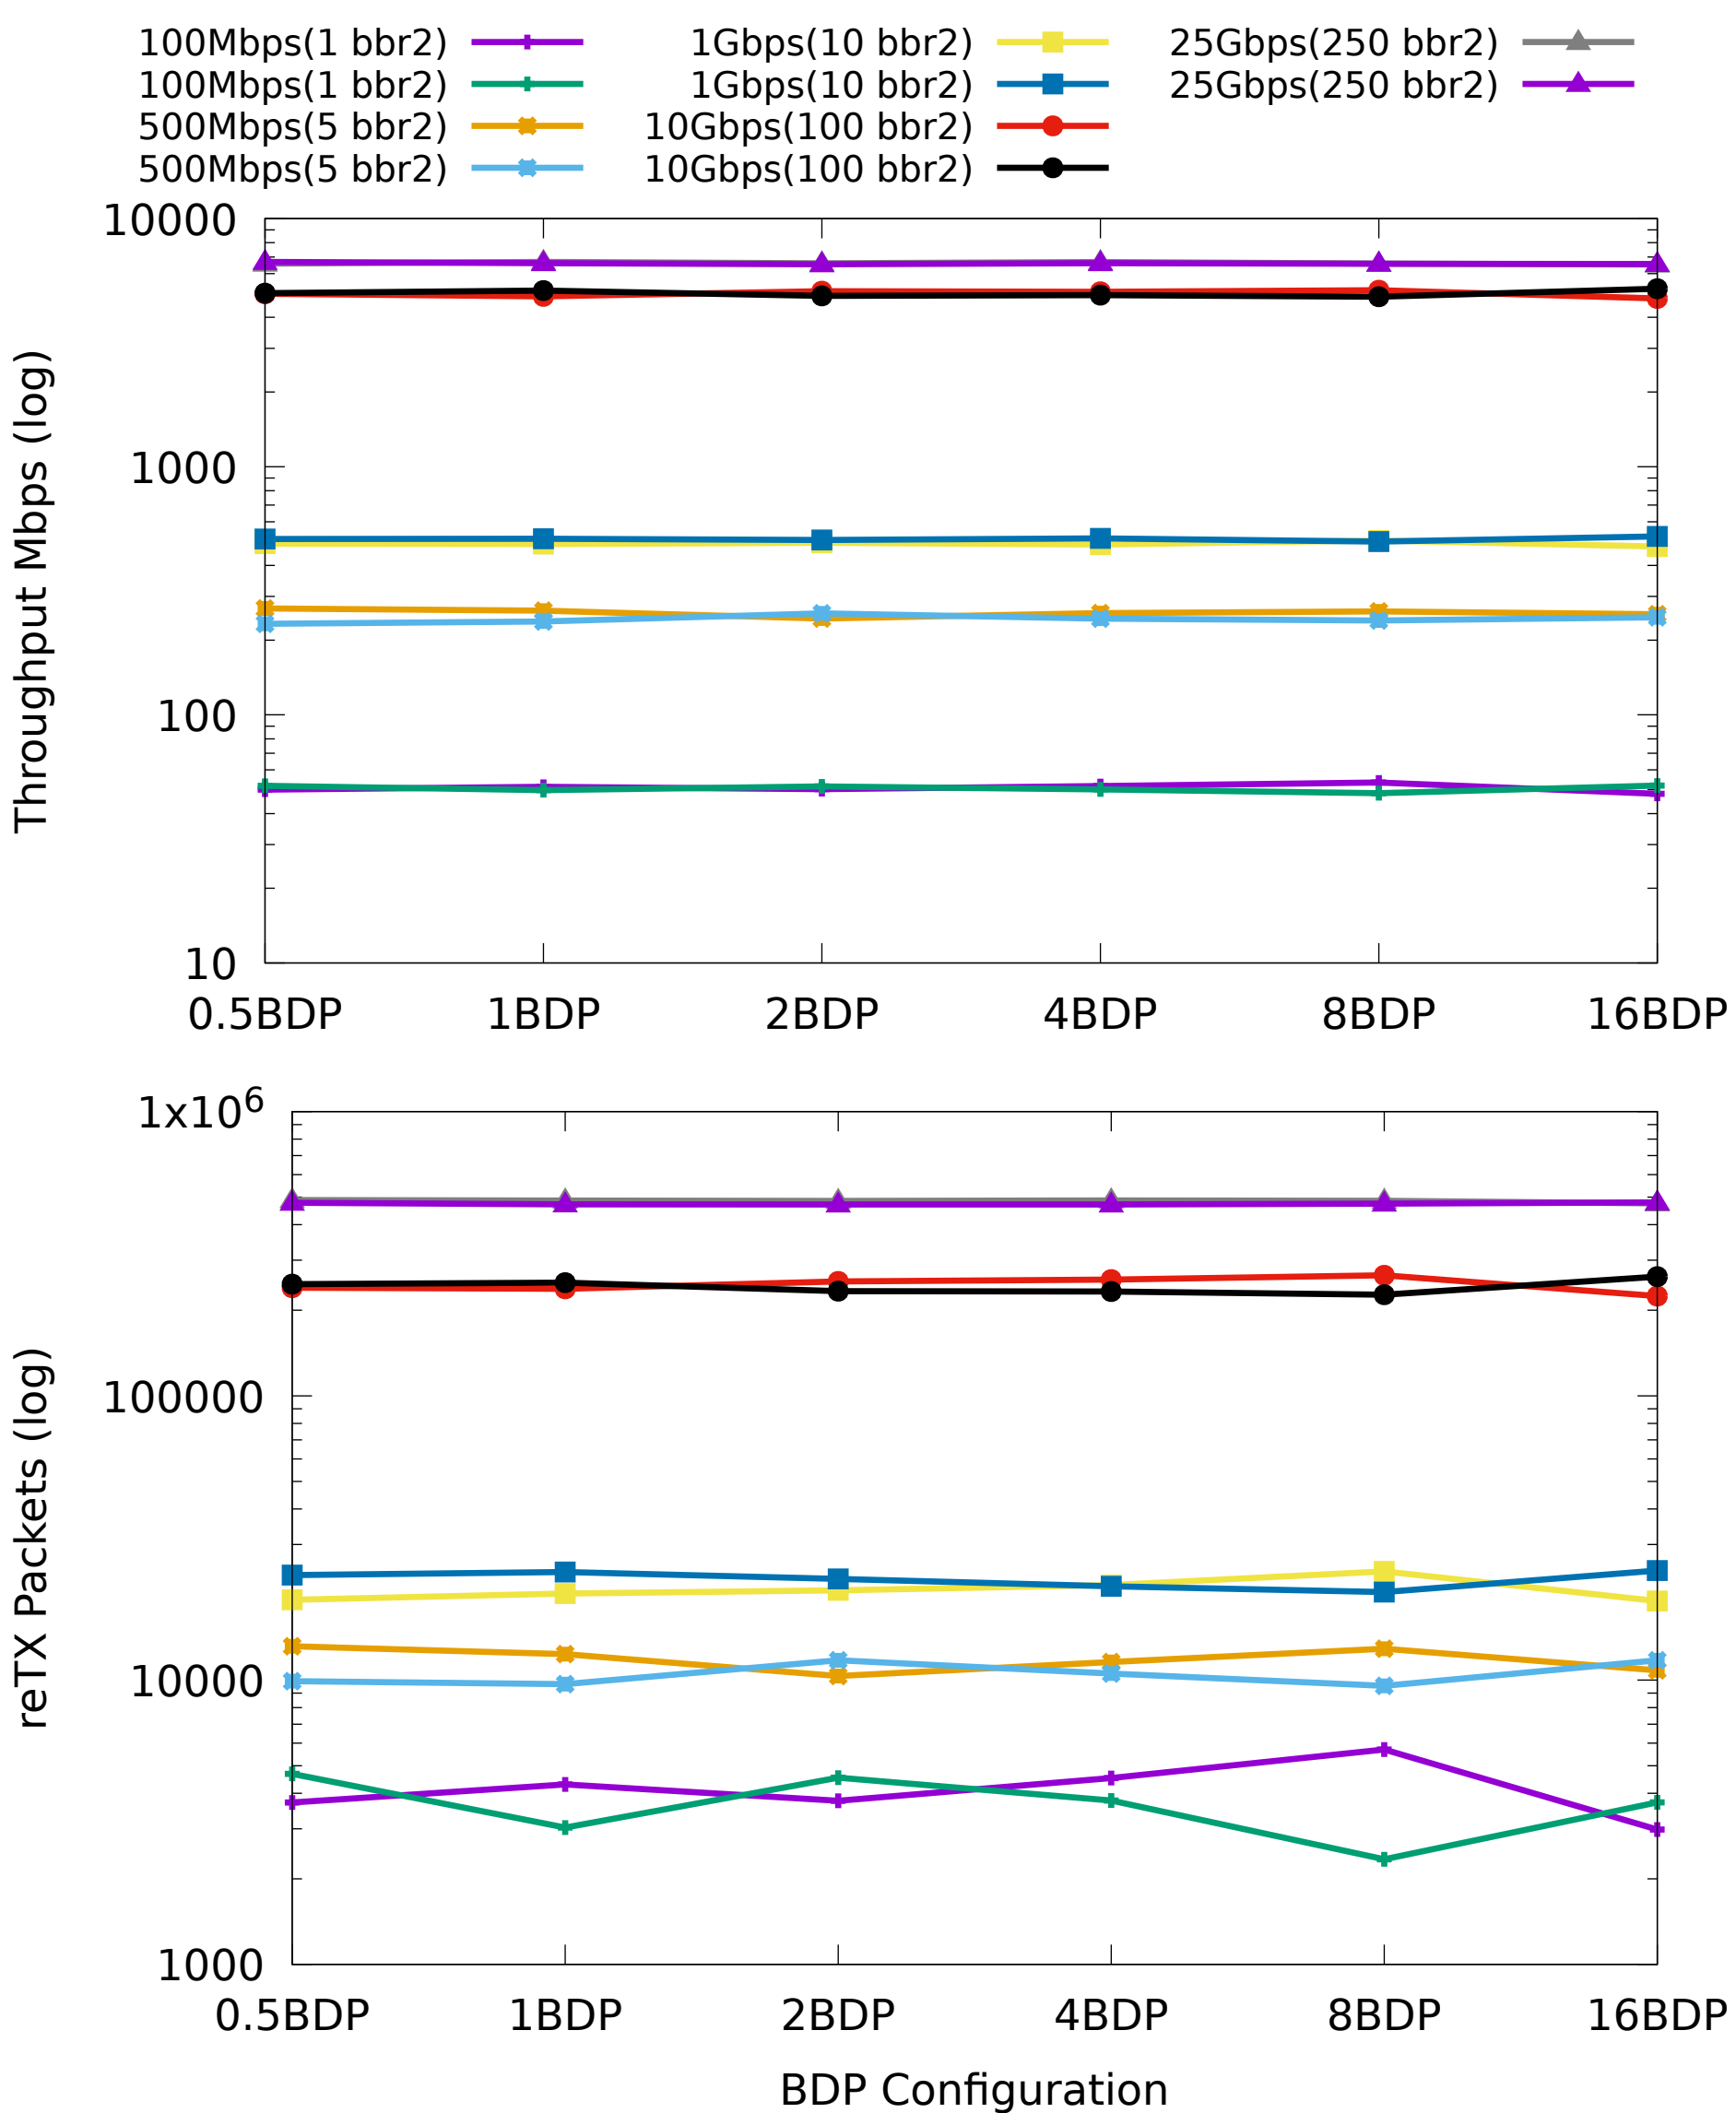 100Mbps(1 bbr2)
100Mbps(1 bbr2)
500Mbps(5 bbr2)
500Mbps(5 bbr2)
1Gbps(10 bbr2)
1Gbps(10 bbr2)
10Gbps(100 bbr2)
10Gbps(100 bbr2)
25Gbps(250 bbr2)
25Gbps(250 bbr2)
Throughput Mbps (log)
10000
1000
100
10
0.5BDP 1BDP 2BDP 4BDP 8BDP 16BDP
reTX Packets (log)
1x10⁶
100000
10000
1000
0.5BDP 1BDP 2BDP 4BDP 8BDP 16BDP
BDP Configuration